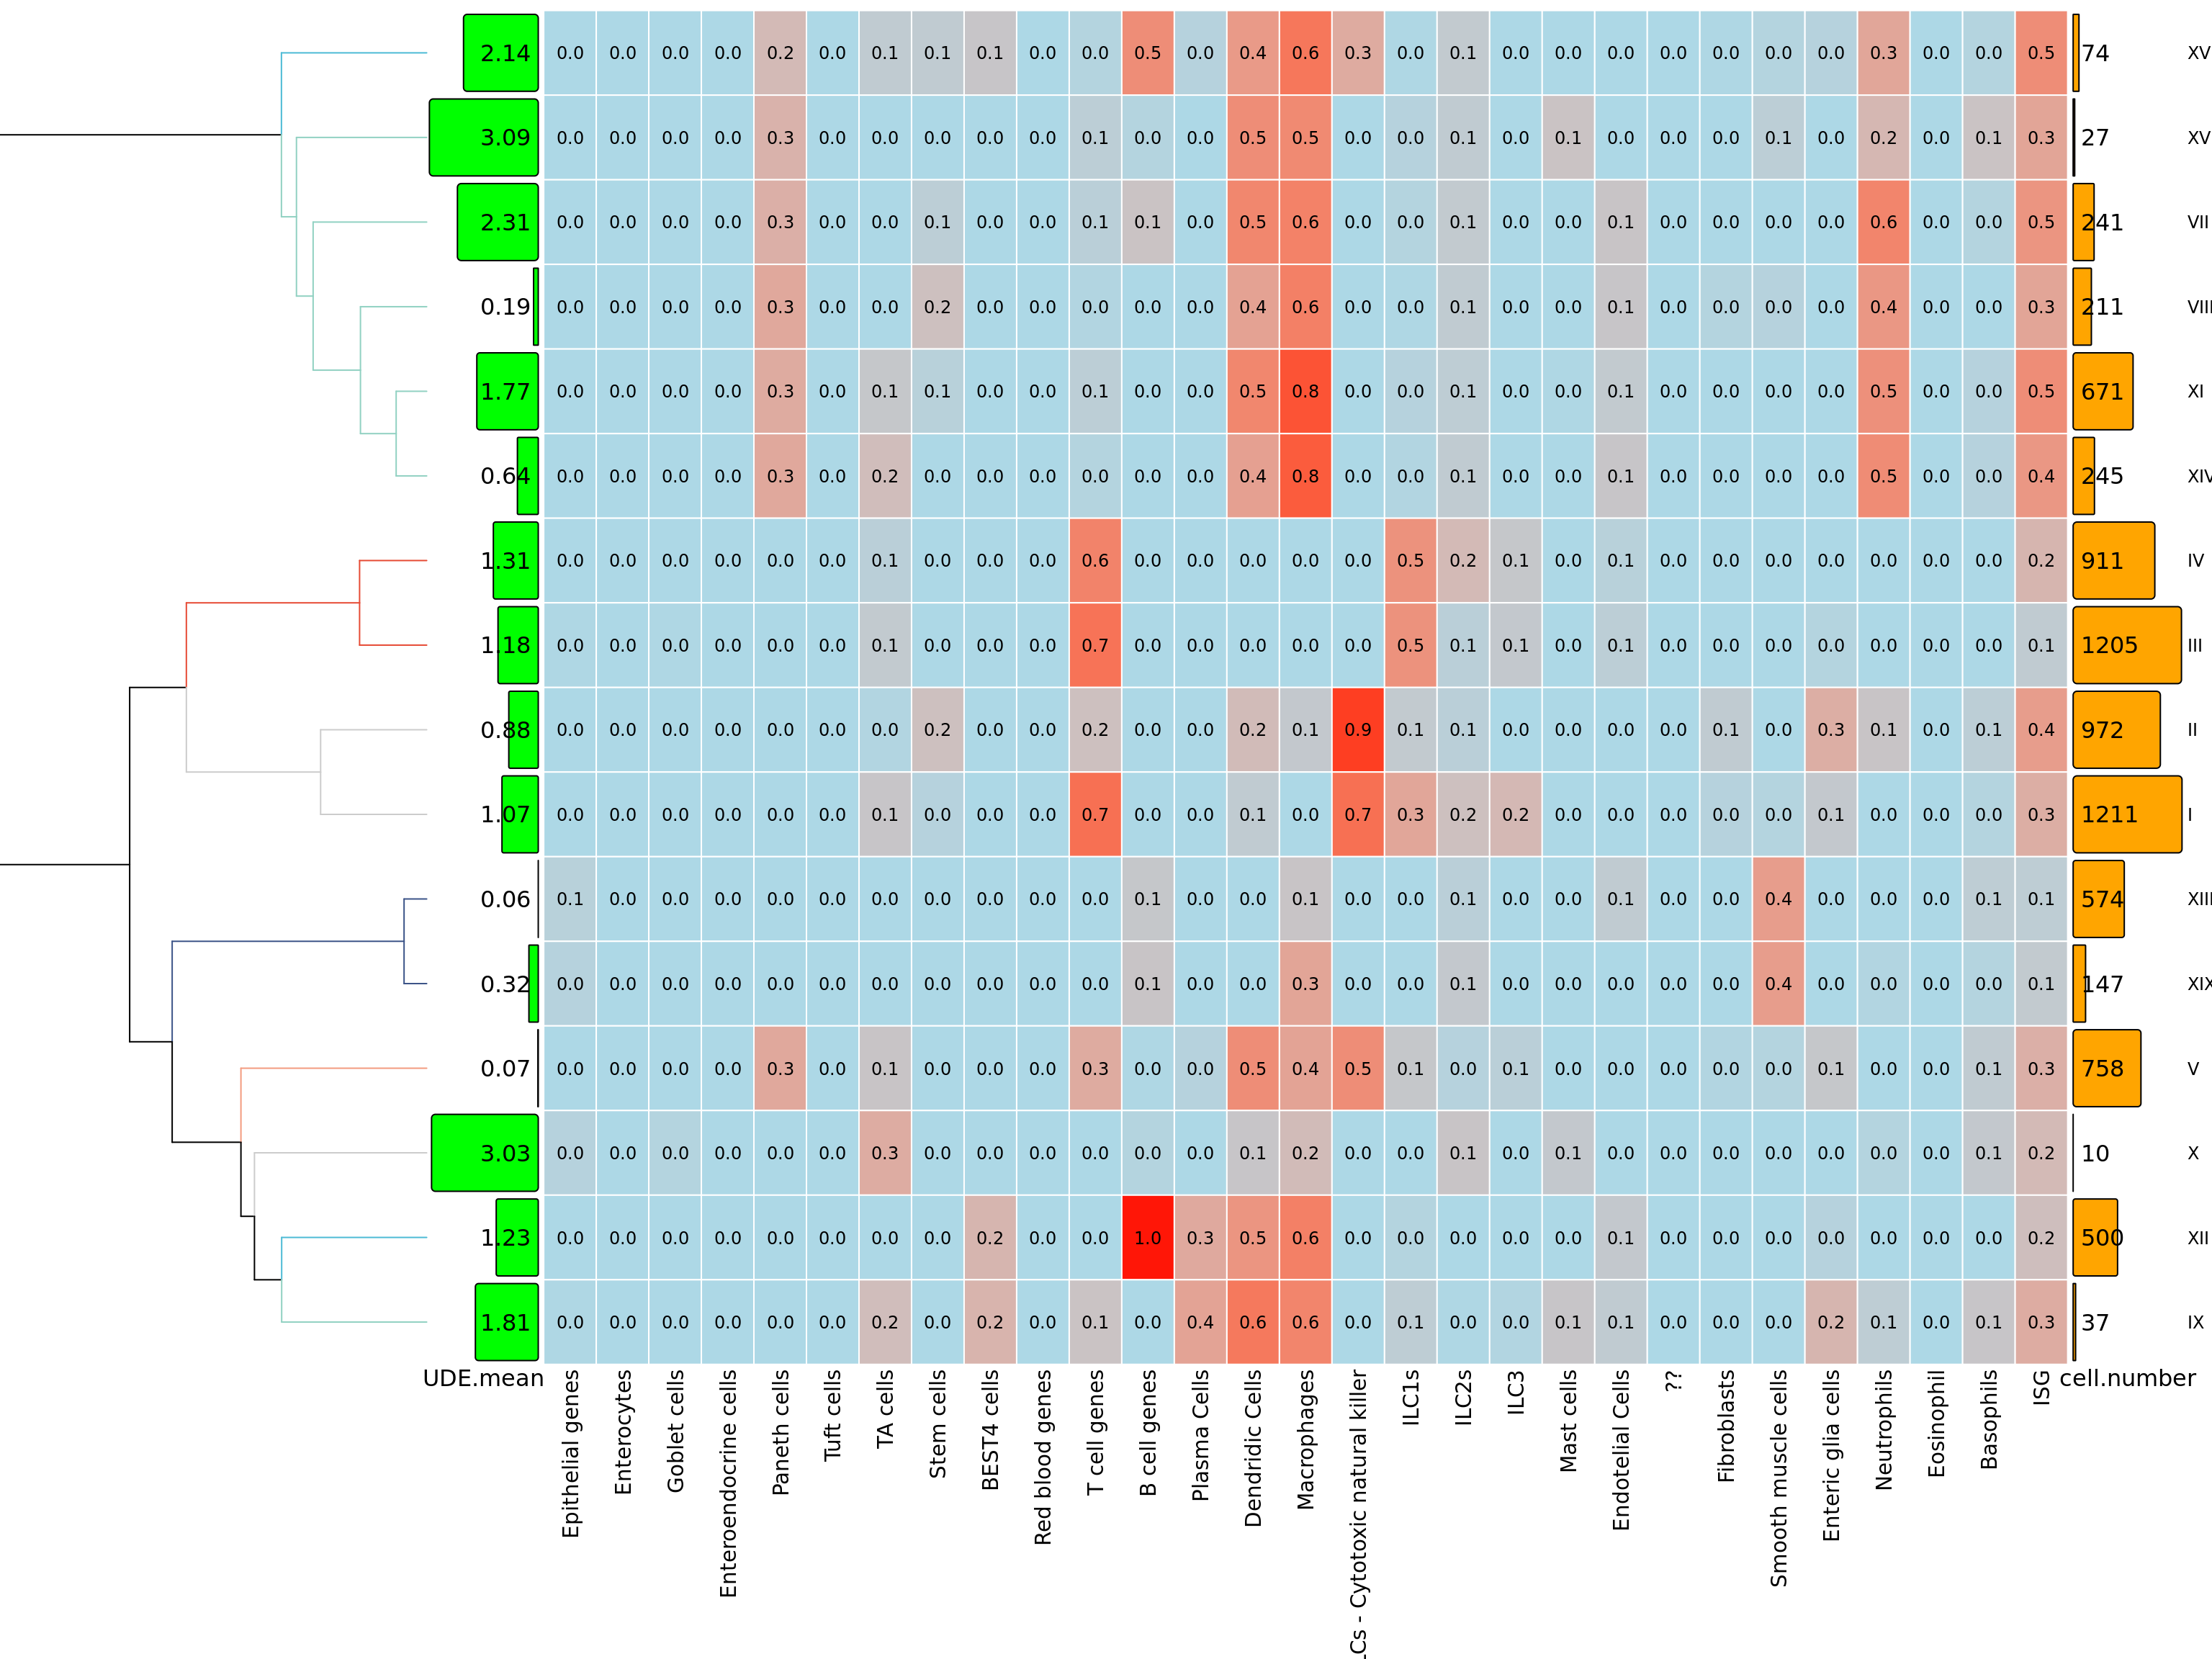 2.14 0.0 0.0 0.0 0.0 0.2 0.0 0.1 0.1 0.1 0.0 0.0 0.5 0.0 0.4 0.6 0.3 0.0 0.1 0.0 0.0 0.0 0.0 0.0 0.0 0.0 0.3 0.0 0.0 0.5 74 XV
3.09 0.0 0.0 0.0 0.0 0.3 0.0 0.0 0.0 0.0 0.0 0.1 0.0 0.0 0.5 0.5 0.0 0.0 0.1 0.0 0.1 0.0 0.0 0.0 0.1 0.0 0.2 0.0 0.1 0.3 27 XV
2.31 0.0 0.0 0.0 0.0 0.3 0.0 0.0 0.1 0.0 0.0 0.1 0.1 0.0 0.5 0.6 0.0 0.0 0.1 0.0 0.0 0.1 0.0 0.0 0.0 0.0 0.6 0.0 0.0 0.5 241 VII
0.19 0.0 0.0 0.0 0.0 0.3 0.0 0.0 0.2 0.0 0.0 0.0 0.0 0.0 0.4 0.6 0.0 0.0 0.1 0.0 0.0 0.1 0.0 0.0 0.0 0.0 0.4 0.0 0.0 0.3 211 VIII
1.77 0.0 0.0 0.0 0.0 0.3 0.0 0.1 0.1 0.0 0.0 0.1 0.0 0.0 0.5 0.8 0.0 0.0 0.1 0.0 0.0 0.1 0.0 0.0 0.0 0.0 0.5 0.0 0.0 0.5 671 XI
0.64 0.0 0.0 0.0 0.0 0.3 0.0 0.2 0.0 0.0 0.0 0.0 0.0 0.0 0.4 0.8 0.0 0.0 0.1 0.0 0.0 0.1 0.0 0.0 0.0 0.0 0.5 0.0 0.0 0.4 245 XIV
1.31 0.0 0.0 0.0 0.0 0.0 0.0 0.1 0.0 0.0 0.0 0.6 0.0 0.0 0.0 0.0 0.0 0.5 0.2 0.1 0.0 0.1 0.0 0.0 0.0 0.0 0.0 0.0 0.0 0.2 911 IV
1.18 0.0 0.0 0.0 0.0 0.0 0.0 0.1 0.0 0.0 0.0 0.7 0.0 0.0 0.0 0.0 0.0 0.5 0.1 0.1 0.0 0.1 0.0 0.0 0.0 0.0 0.0 0.0 0.0 0.1 1205 III
0.88 0.0 0.0 0.0 0.0 0.0 0.0 0.0 0.2 0.0 0.0 0.2 0.0 0.0 0.2 0.1 0.9 0.1 0.1 0.0 0.0 0.0 0.0 0.1 0.0 0.3 0.1 0.0 0.1 0.4 972 II
1.07 0.0 0.0 0.0 0.0 0.0 0.0 0.1 0.0 0.0 0.0 0.7 0.0 0.0 0.1 0.0 0.7 0.3 0.2 0.2 0.0 0.0 0.0 0.0 0.0 0.1 0.0 0.0 0.0 0.3 1211 I
0.06 0.1 0.0 0.0 0.0 0.0 0.0 0.0 0.0 0.0 0.0 0.0 0.1 0.0 0.0 0.1 0.0 0.0 0.1 0.0 0.0 0.1 0.0 0.0 0.4 0.0 0.0 0.0 0.1 0.1 574 XIII
0.32 0.0 0.0 0.0 0.0 0.0 0.0 0.0 0.0 0.0 0.0 0.0 0.1 0.0 0.0 0.3 0.0 0.0 0.1 0.0 0.0 0.0 0.0 0.0 0.4 0.0 0.0 0.0 0.0 0.1 147 XIX
0.07 0.0 0.0 0.0 0.0 0.3 0.0 0.1 0.0 0.0 0.0 0.3 0.0 0.0 0.5 0.4 0.5 0.1 0.0 0.1 0.0 0.0 0.0 0.0 0.0 0.1 0.0 0.0 0.1 0.3 758 V
3.03 0.0 0.0 0.0 0.0 0.0 0.0 0.3 0.0 0.0 0.0 0.0 0.0 0.0 0.1 0.2 0.0 0.0 0.1 0.0 0.1 0.0 0.0 0.0 0.0 0.0 0.0 0.0 0.1 0.2 10 X
1.23 0.0 0.0 0.0 0.0 0.0 0.0 0.0 0.0 0.2 0.0 0.0 1.0 0.3 0.5 0.6 0.0 0.0 0.0 0.0 0.0 0.1 0.0 0.0 0.0 0.0 0.0 0.0 0.0 0.2 500 XII
1.81 0.0 0.0 0.0 0.0 0.0 0.0 0.2 0.0 0.2 0.0 0.1 0.0 0.4 0.6 0.6 0.0 0.1 0.0 0.0 0.1 0.1 0.0 0.0 0.0 0.2 0.1 0.0 0.1 0.3 37 IX
UDE.mean
Epithelial genes
Enterocytes
Goblet cells
Enteroendocrine cells
Paneth cells
Tuft cells
TA cells
Stem cells
BEST4 cells
Red blood genes
T cell genes
B cell genes
Plasma Cells
Dendridic Cells
Macrophages
LCs - Cytotoxic natural killer
ILC1s
ILC2s
ILC3
Mast cells
Endotelial Cells
??
Fibroblasts
Smooth muscle cells
Enteric glia cells
Neutrophils
Eosinophil
Basophils
ISG
cell.number